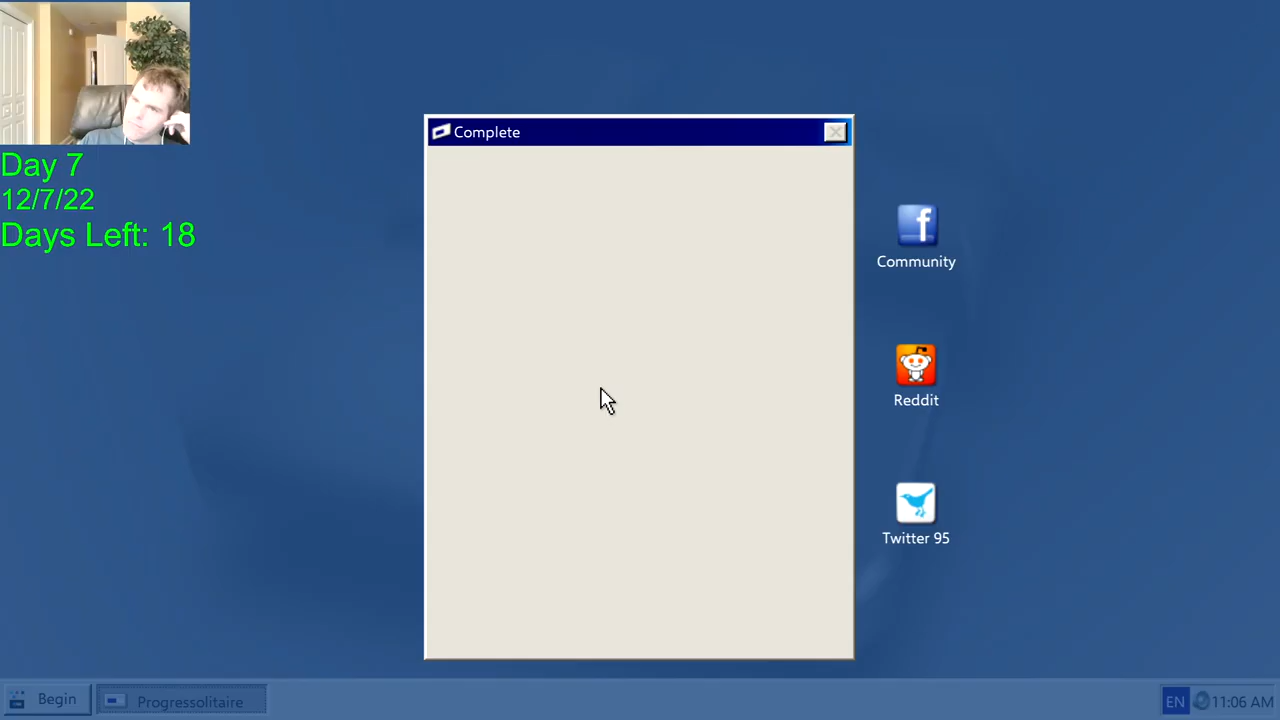 Day 7
12/7/22
Days Left: 18
Complete
Community
Reddit
Twitter 95
Begin
Progressolitaire
EN
11:06 AM